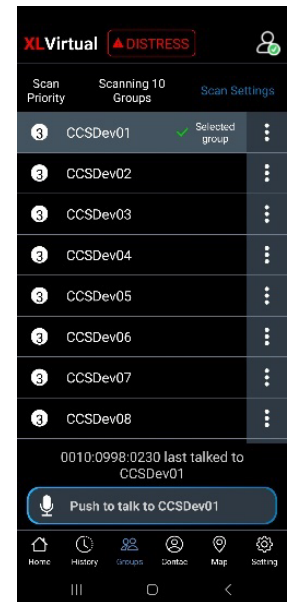 XLVirtual DISTRESS
Scan Priority
Scanning 10 Groups
Scan Settings
3 CCSDev01 Selected group
3 CCSDev02
3 CCSDev03
3 CCSDev04
3 CCSDev05
3 CCSDev06
3 CCSDev07
3 CCSDev08
0010:0998:0230 last talked to
CCSDev01
Push to talk to CCSDev01
Home History Groups Contac Map Setting